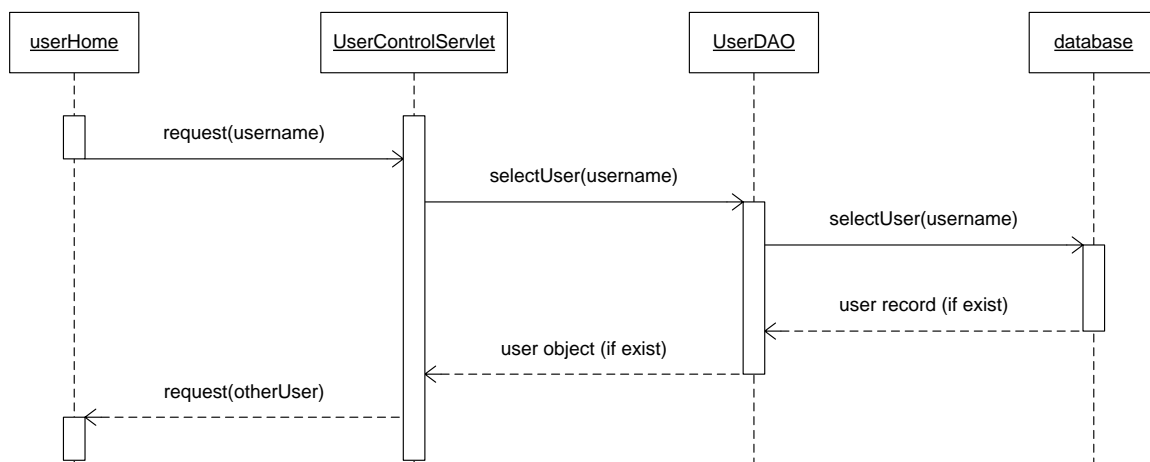 userHome
UserControlServlet
UserDAO
database
request(username)
selectUser(username)
selectUser(username)
user record (if exist)
user object (if exist)
request(otherUser)